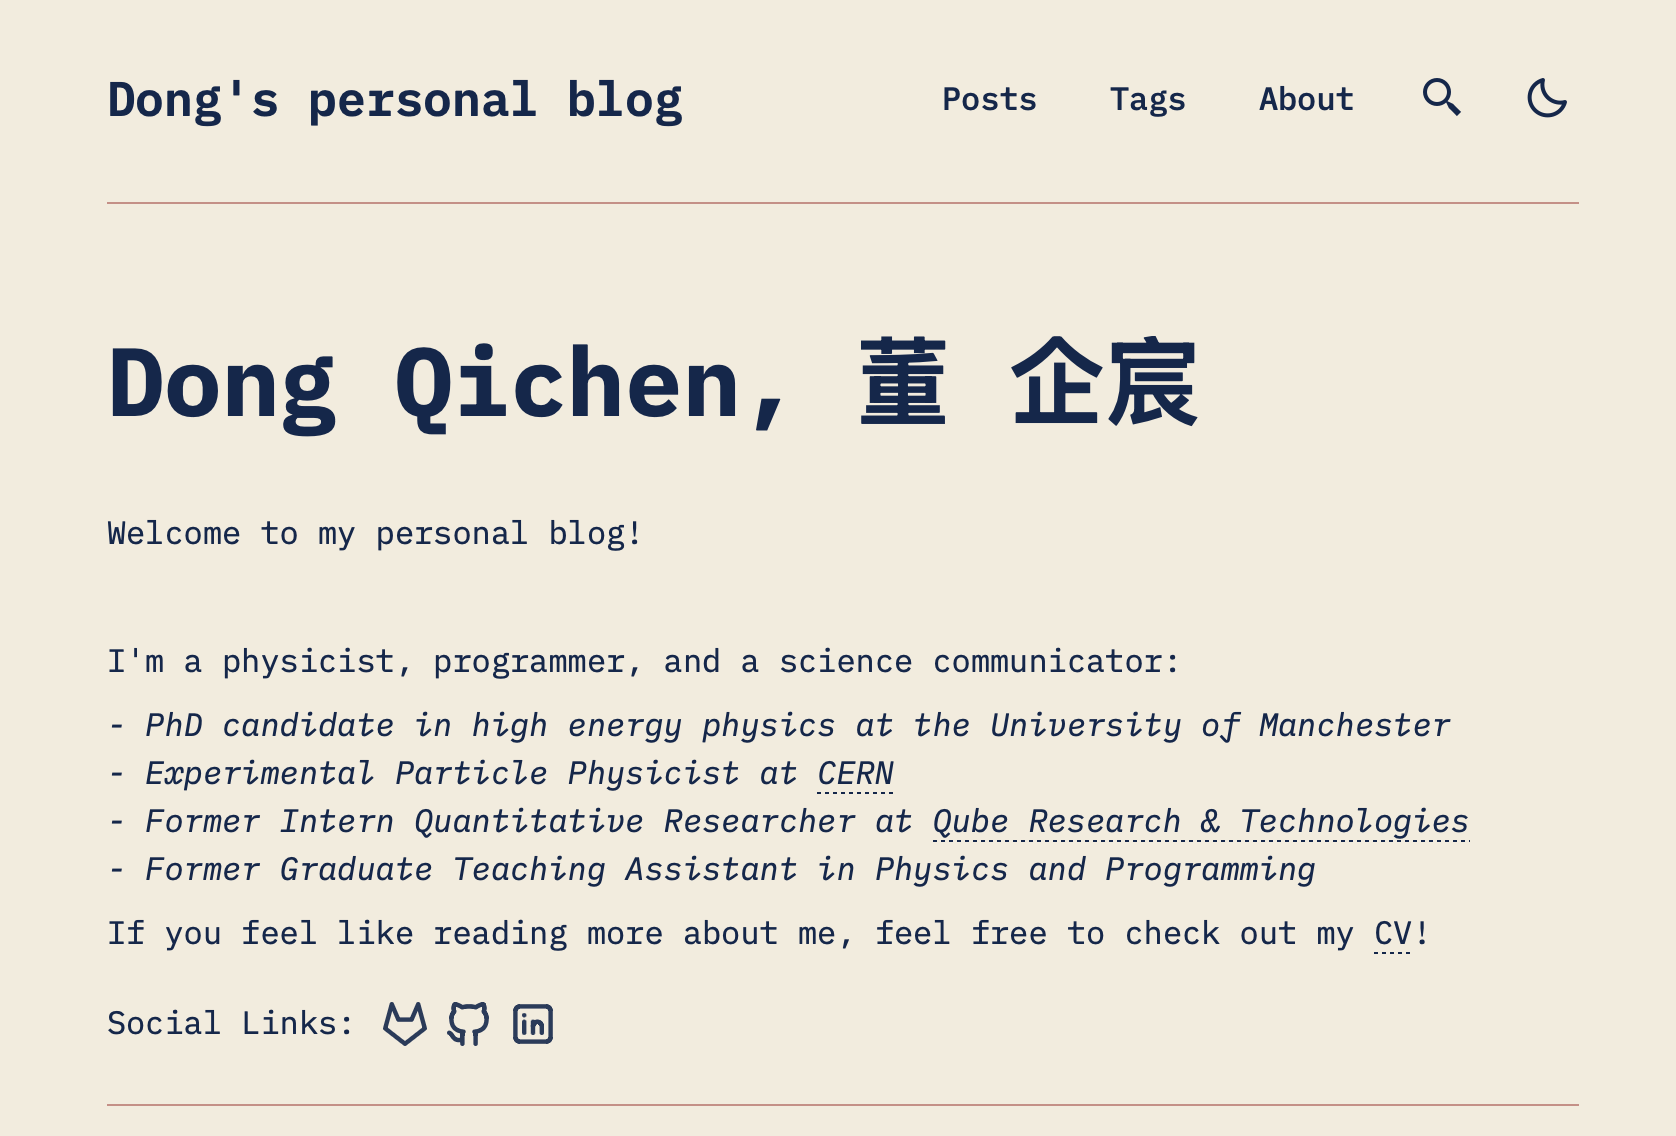 Dong's personal blog
Posts Tags About
Dong Qichen, 董 企宸
Welcome to my personal blog!
I'm a physicist, programmer, and a science communicator:
- PhD candidate in high energy physics at the University of Manchester
- Experimental Particle Physicist at CERN
- Former Intern Quantitative Researcher at Qube Research & Technologies
- Former Graduate Teaching Assistant in Physics and Programming
If you feel like reading more about me, feel free to check out my CV!
Social Links: in